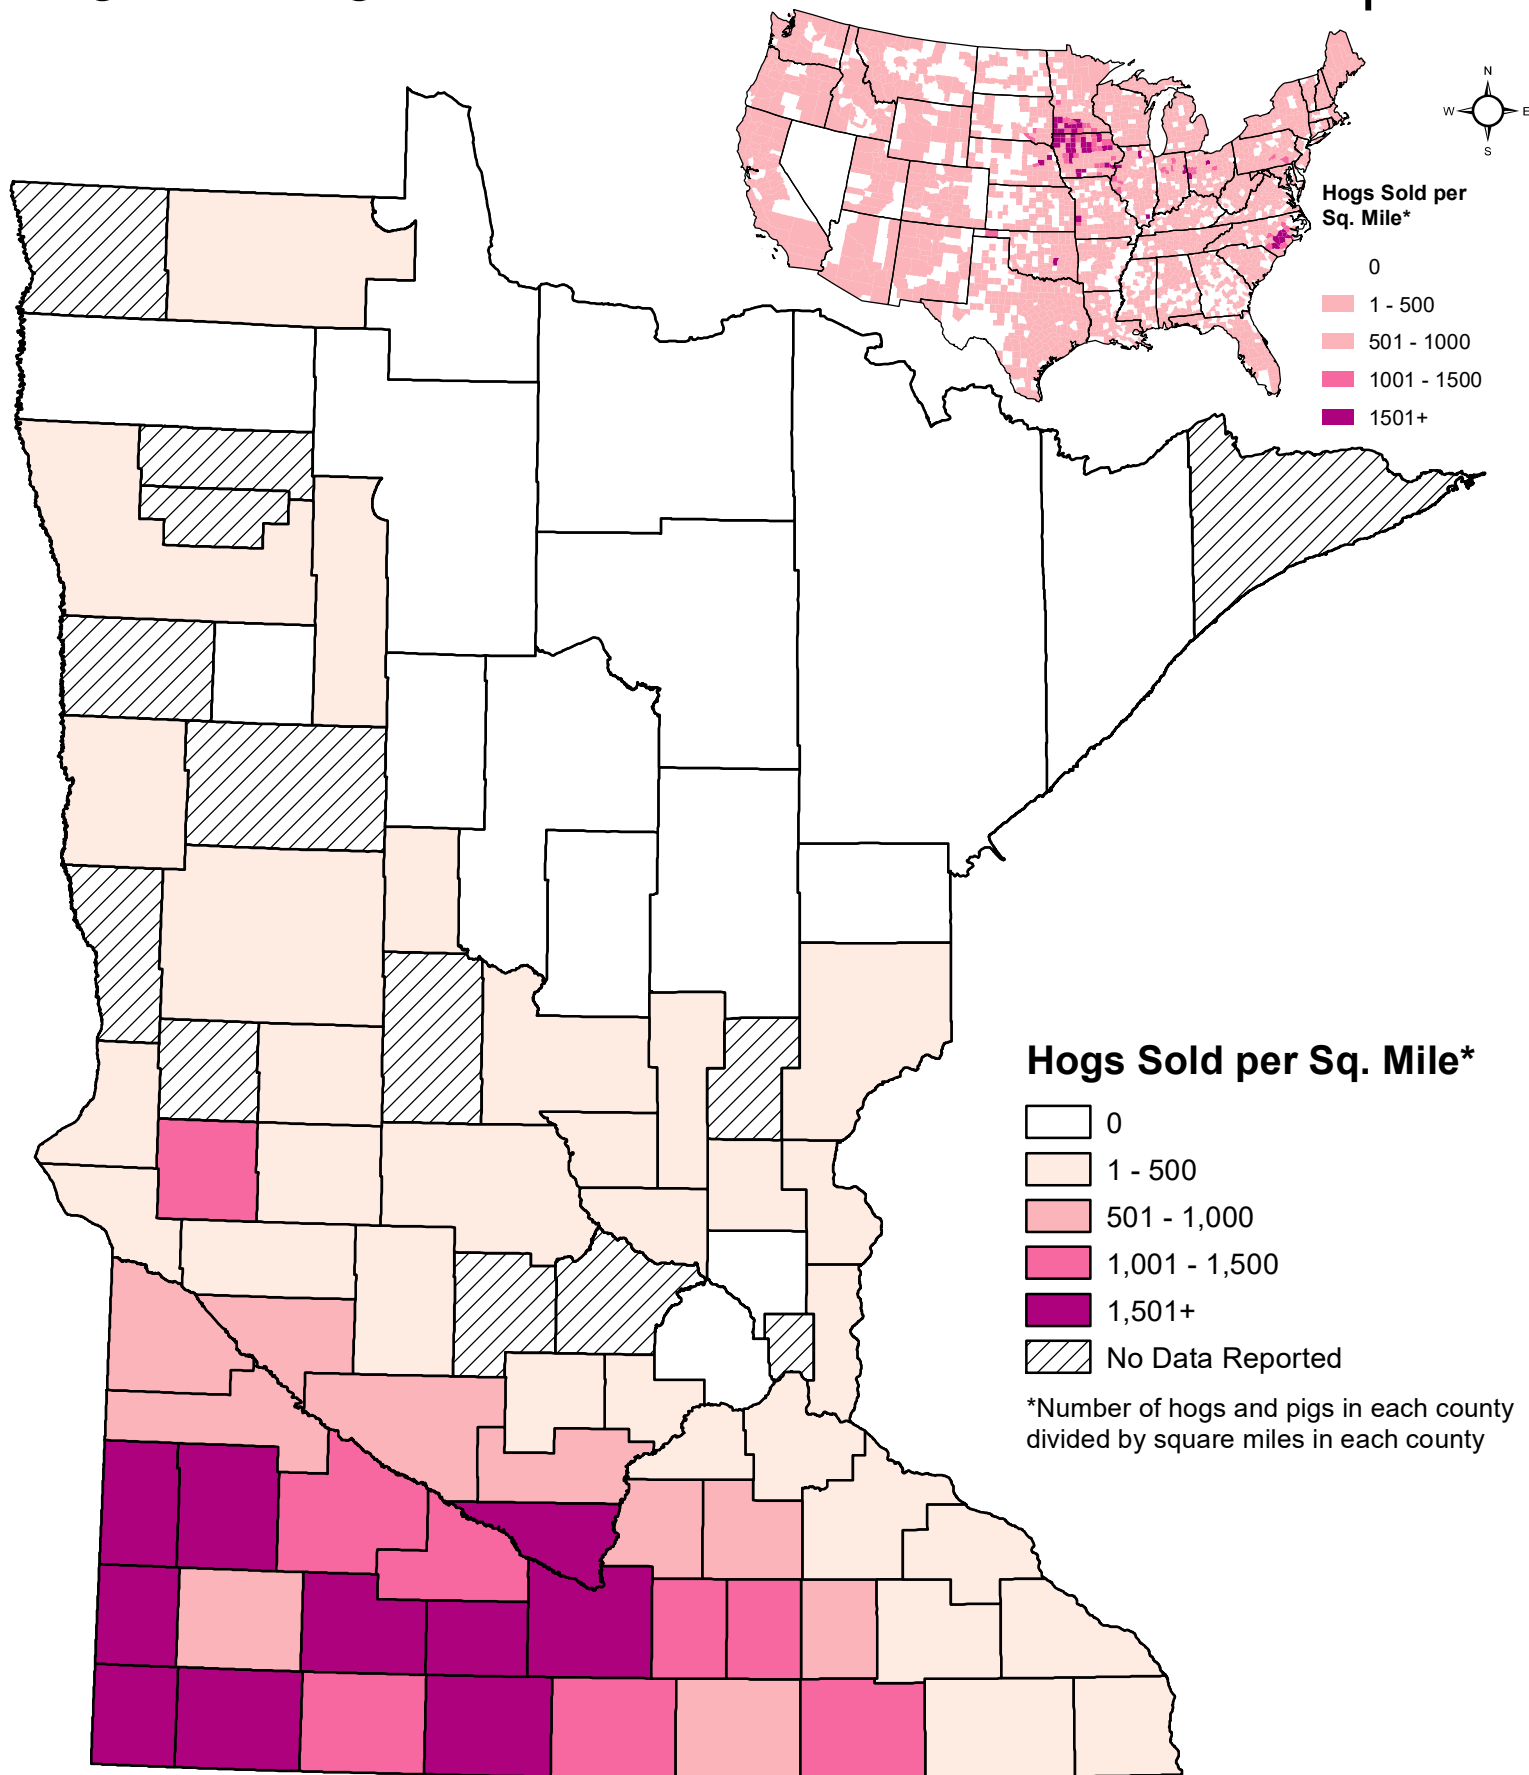 N
W E
S
Hogs Sold per
Sq. Mile*
0
1 - 500
501 - 1000
1001 - 1500
1501+
Hogs Sold per Sq. Mile*
0
1 - 500
501 - 1,000
1,001 - 1,500
1,501+
No Data Reported
*Number of hogs and pigs in each county
divided by square miles in each county